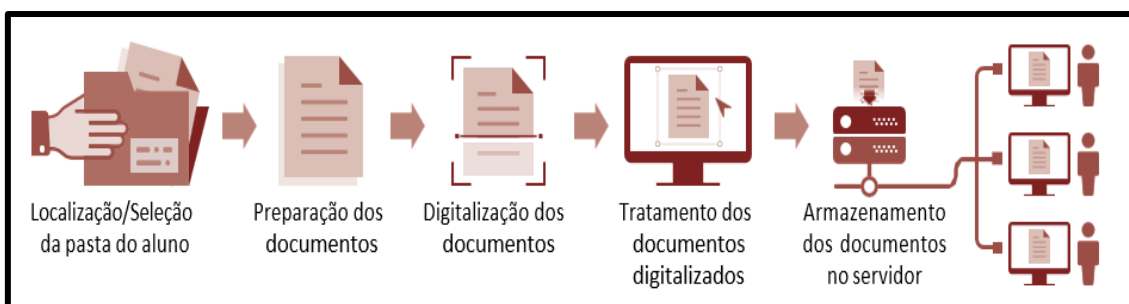 Localização/Seleção
da pasta do aluno
Preparação dos
documentos
Digitalização dos
documentos
Tratamento dos
documentos
digitalizados
Armazenamento
dos documentos
no servidor